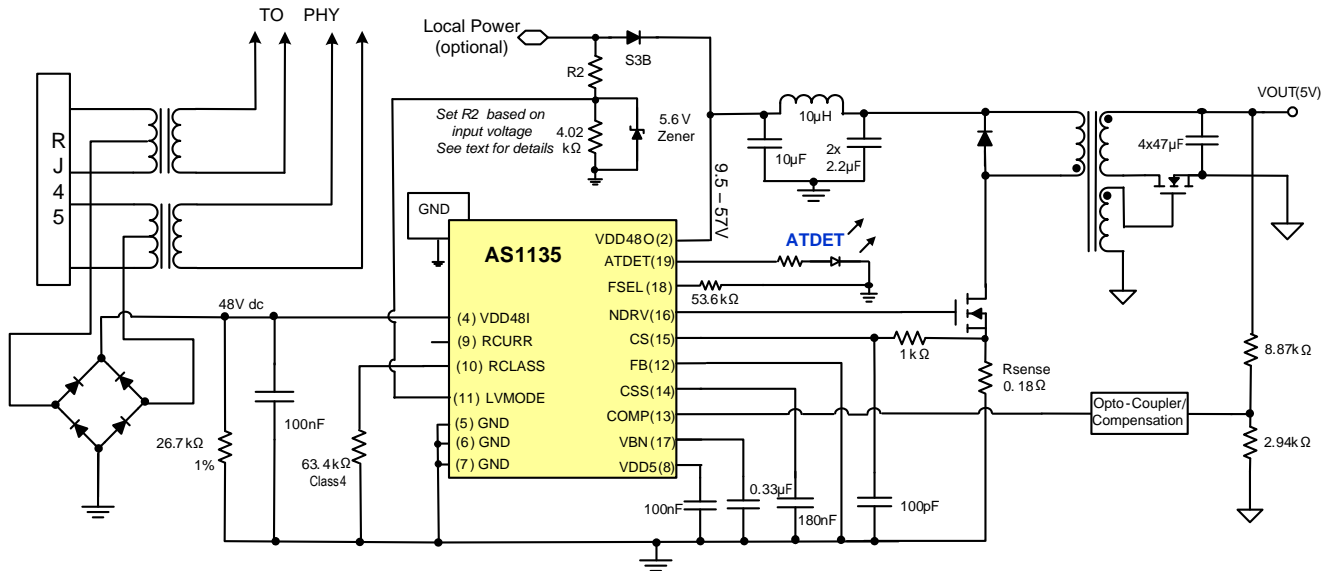 TO PHY
Local Power
(optional)
S3B
R2
VOUT(5V)
R
J
4
5
Set R2 based on
input voltage
See text for details
4.02
kΩ
5.6 V
Zener
10µH
10µF
2x
2.2µF
4x47µF
9.5 – 57V
GND
AS1135
VDD48O(2)
ATDET(19)
FSEL(18)
NDRV(16)
CS(15)
FB(12)
CSS(14)
COMP(13)
VBN(17)
VDD5(8)
(4) VDD48I
(9) RCURR
(10) RCLASS
(11) LVMODE
(5) GND
(6) GND
(7) GND
ATDET
53.6kΩ
48V dc
1kΩ
Rsense
0.18Ω
8.87kΩ
Opto-Coupler/
Compensation
2.94kΩ
26.7kΩ
1%
100nF
63.4kΩ
Class4
100nF
0.33µF
180nF
100pF